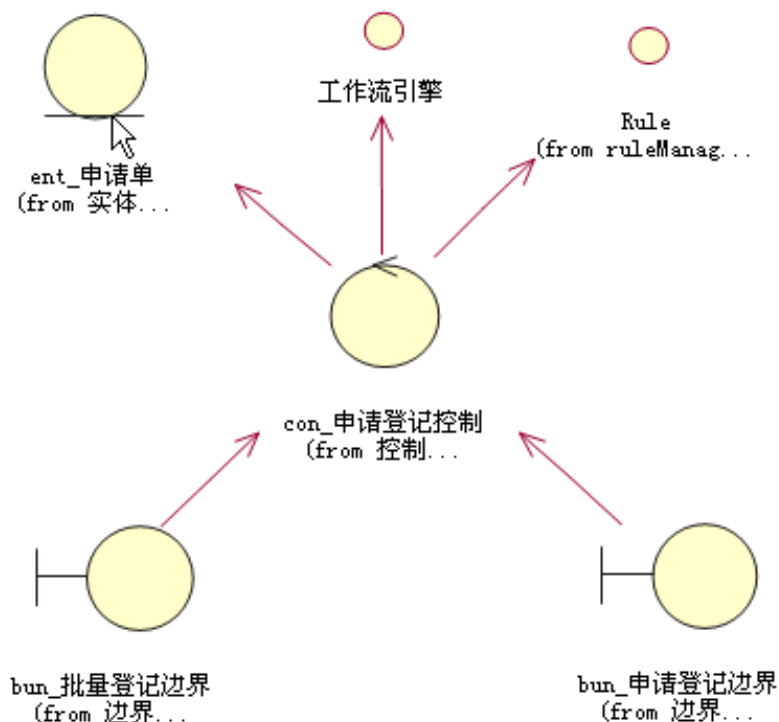 工作流引擎
Rule
(from ruleManag...
ent_申请单
(from 实体...
con_申请登记控制
(from 控制...
bun_批量登记边界
(from 边界...
bun_申请登记边界
(from 边界...